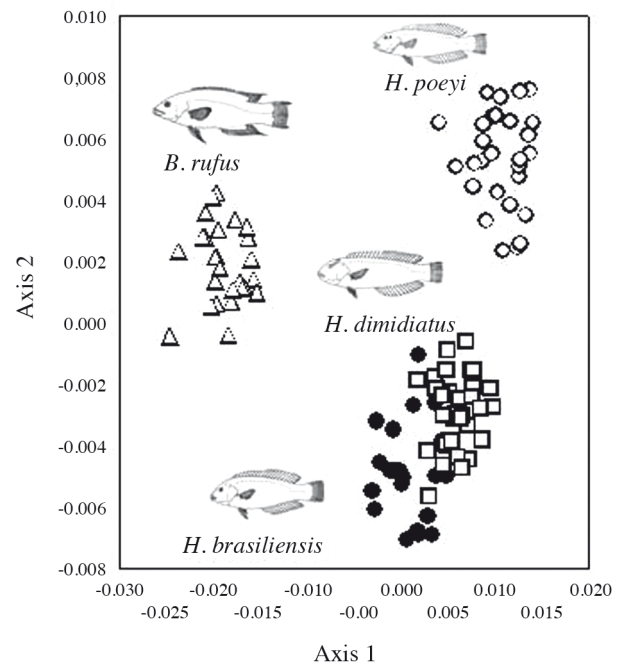 0.010
H. poeyi
0,008
0.006
B. rufus
0.004
Axis 2
0.002
H. dimidiatus
0.000
-0.002
-0.004
-0.006
H. brasiliensis
-0.008
-0.030 -0.020 -0.010 0.000 0.010 0.020
-0.025 -0.015 -0.00 0.005 0.015
Axis 1